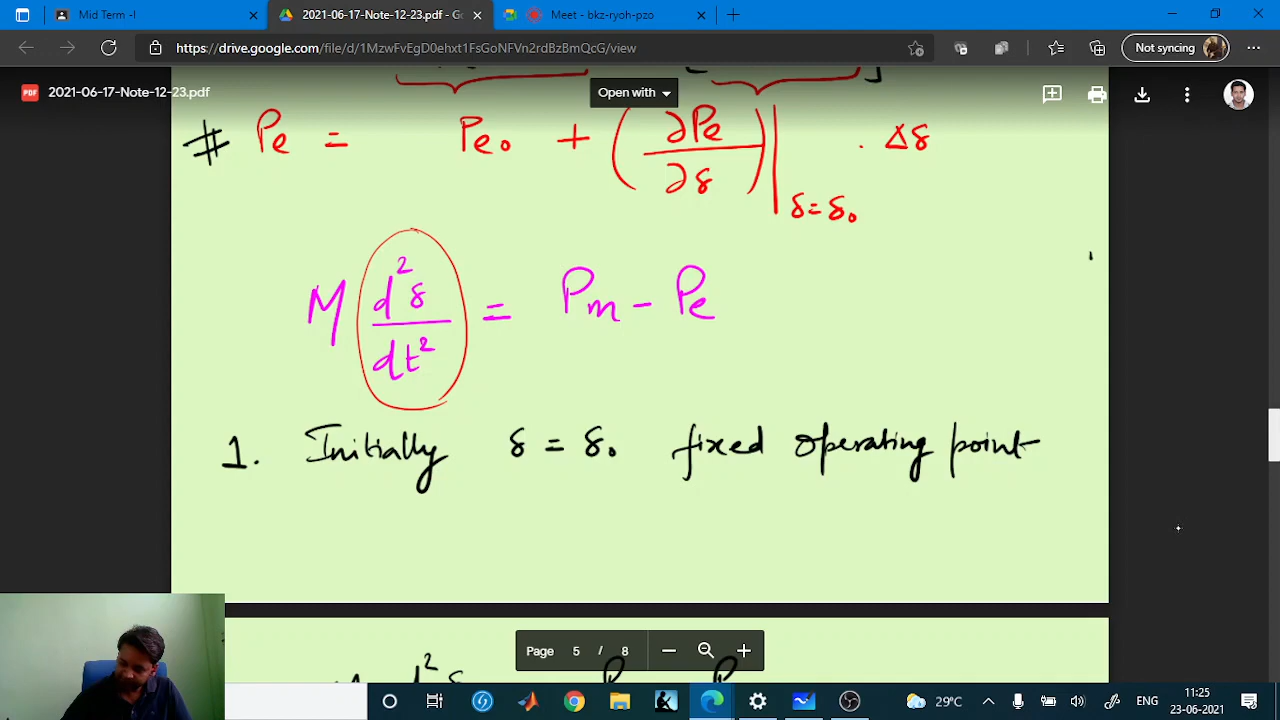 Mid Term -I
2021-06-17-Note-12-23.pdf - Go
Meet - bkz-ryoh-pzo
https://drive.google.com/file/d/1MzwFvEgD0ehxt1FsGoNFVn2rdBzBmQcG/view
Not syncing
PDF 2021-06-17-Note-12-23.pdf
Open with
# Pe = Pe₀ + (∂Pe/∂δ)|δ=δ₀ . Δδ
M d²δ/dt² = Pm - Pe
1. Initially δ = δ₀ fixed operating point
Page 5 / 8
29°C
ENG
11:25
23-06-2021